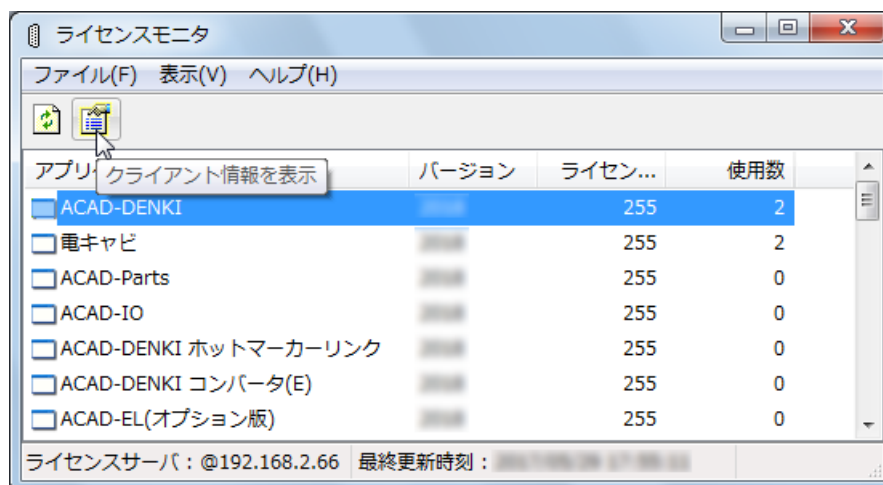 ライセンスモニタ
ファイル(F) 表示(V) ヘルプ(H)
アプリ バージョン ライセン... 使用数
クライアント情報を表示
ACAD-DENKI 255 2
電キャビ 255 2
ACAD-Parts 255 0
ACAD-IO 255 0
ACAD-DENKI ホットマーカーリンク 255 0
ACAD-DENKI コンバータ(E) 255 0
ACAD-EL(オプション版) 255 0
ライセンスサーバ : @192.168.2.66 最終更新時刻 :